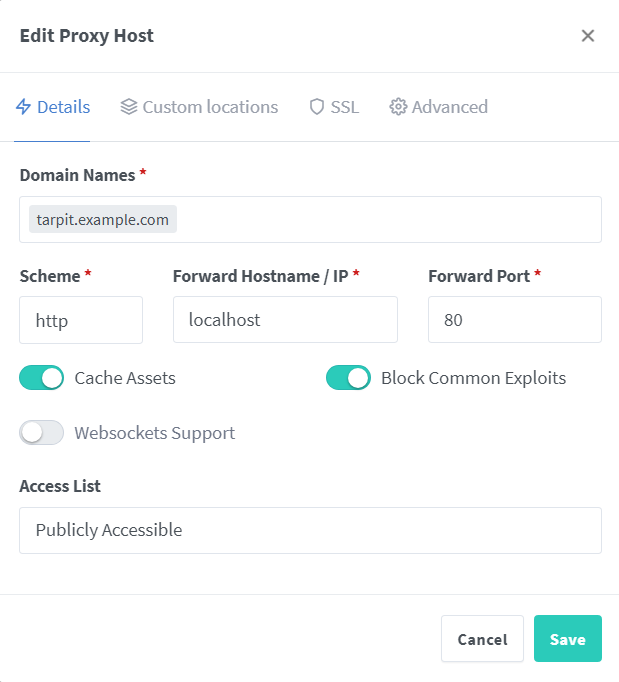 Edit Proxy Host
Details Custom locations SSL Advanced
Domain Names *
tarpit.example.com
Scheme * Forward Hostname / IP * Forward Port *
http localhost 80
Cache Assets Block Common Exploits
Websockets Support
Access List
Publicly Accessible
Cancel Save